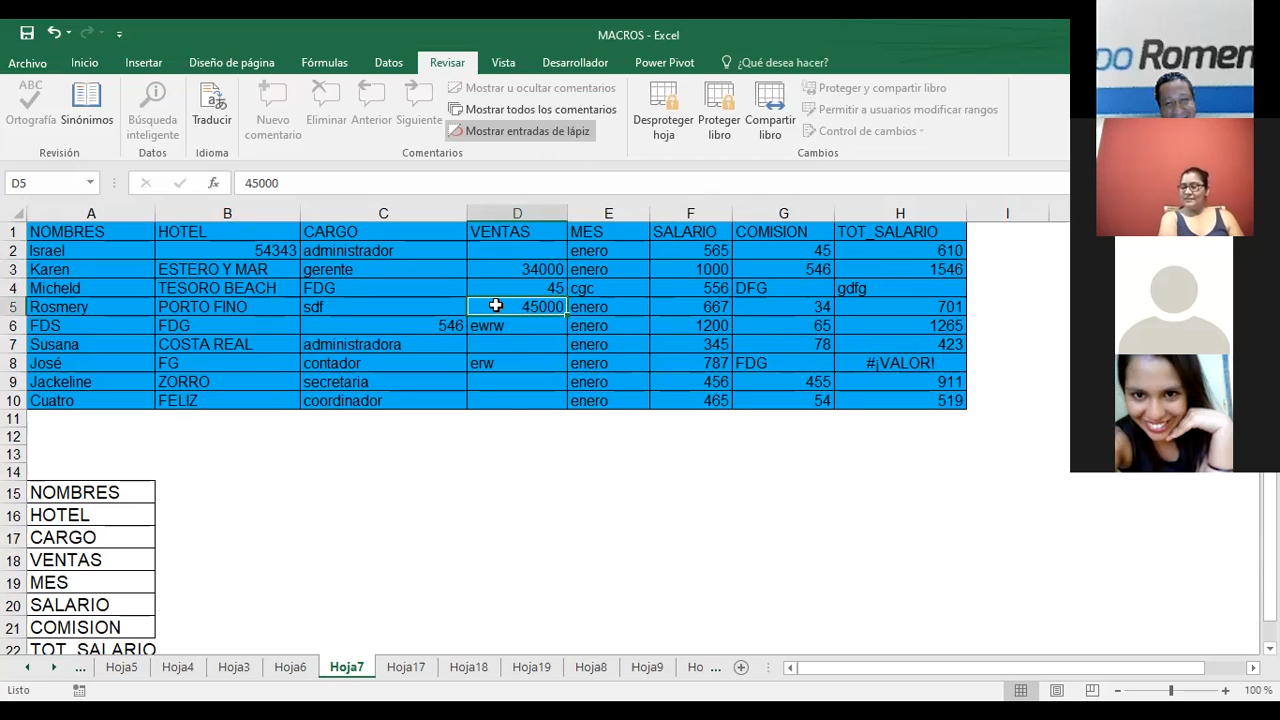 MACROS - Excel
oo Romen
Archivo Inicio Insertar Diseño de página Fórmulas Datos Revisar Vista Desarrollador Power Pivot ¿Qué desea hacer?
ABC
Ortografía Sinónimos Búsqueda inteligente Traducir Nuevo comentario Eliminar Anterior Siguiente
Mostrar u ocultar comentarios
Mostrar todos los comentarios
Mostrar entradas de lápiz
Desproteger hoja Proteger libro Compartir libro
Proteger y compartir libro
Permitir a usuarios modificar rangos
Control de cambios
Revisión Datos Idioma Comentarios Cambios
D5 fx 45000
A B C D E F G H I
1 NOMBRES HOTEL CARGO VENTAS MES SALARIO COMISION TOT_SALARIO
2 Israel 54343 administrador enero 565 45 610
3 Karen ESTERO Y MAR gerente 34000 enero 1000 546 1546
4 Micheld TESORO BEACH FDG 45 cgc 556 DFG gdfg
5 Rosmery PORTO FINO sdf 45000 enero 667 34 701
6 FDS FDG 546 ewrw enero 1200 65 1265
7 Susana COSTA REAL administradora enero 345 78 423
8 José FG contador erw enero 787 FDG #¡VALOR!
9 Jackeline ZORRO secretaria enero 456 455 911
10 Cuatro FELIZ coordinador enero 465 54 519
11
12
13
14
15 NOMBRES
16 HOTEL
17 CARGO
18 VENTAS
19 MES
20 SALARIO
21 COMISION
22 TOT_SALARIO
... Hoja5 Hoja4 Hoja3 Hoja6 Hoja7 Hoja17 Hoja18 Hoja19 Hoja8 Hoja9 Ho ...
Listo 100 %